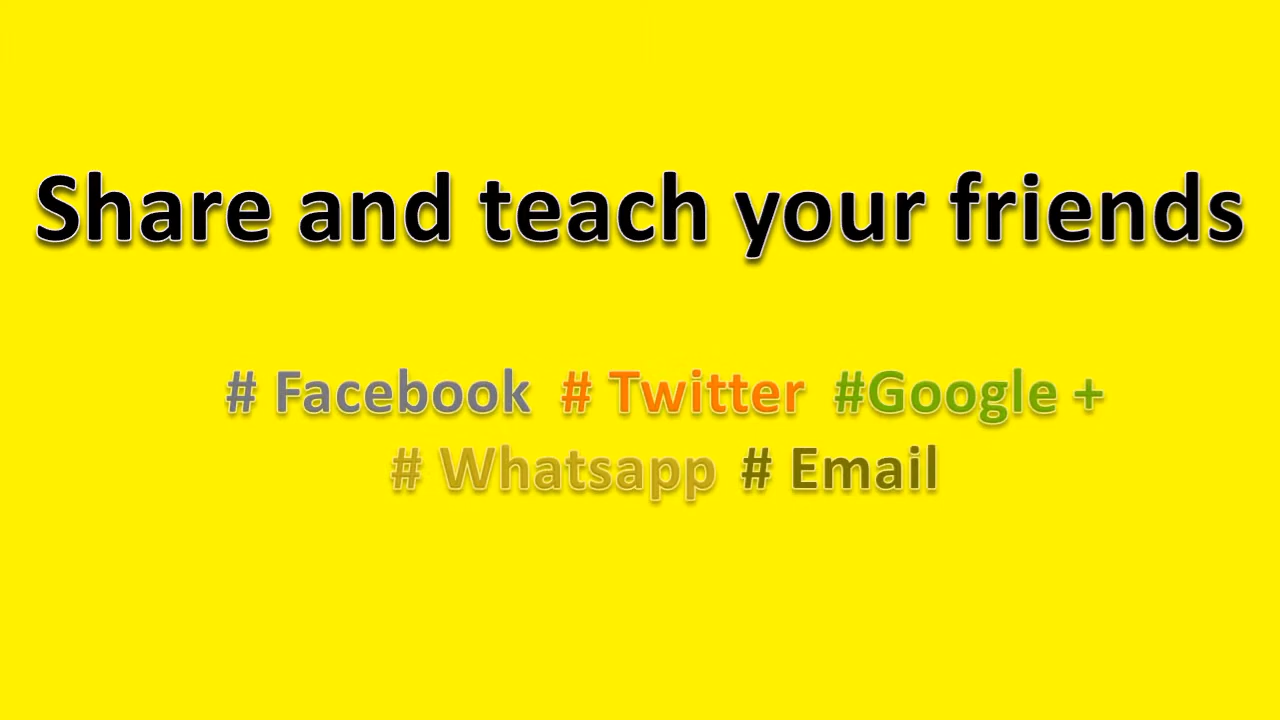 Share and teach your friends
# Facebook # Twitter #Google +
# Whatsapp # Email